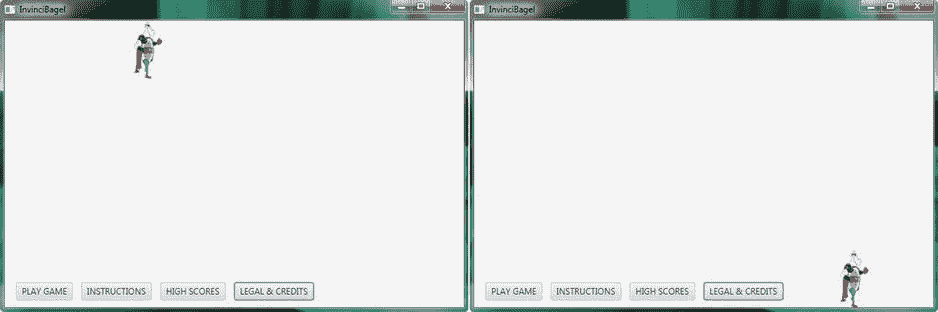 InvinciBagel
PLAY GAME INSTRUCTIONS HIGH SCORES LEGAL & CREDITS
InvinciBagel
PLAY GAME INSTRUCTIONS HIGH SCORES LEGAL & CREDITS